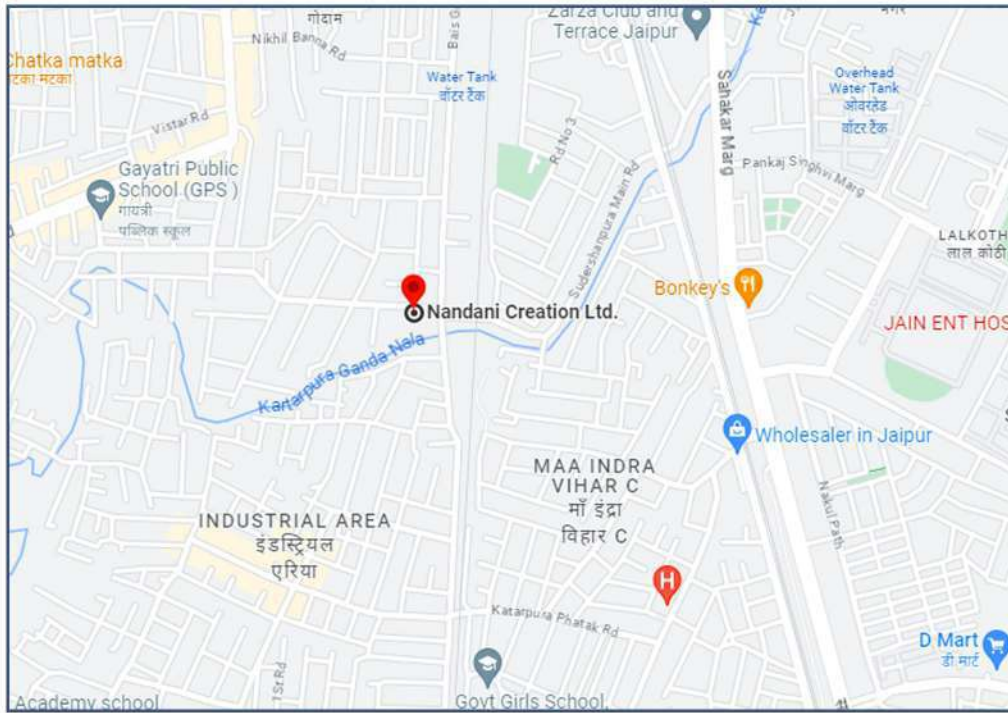 गोदाम
Nikhil Banna Rd
Bais G
Zarza Club and
Terrace Jaipur
Chatka matka
टका मटका
Water Tank
वॉटर टैंक
Sahakar Marg
Overhead
Water Tank
ओवरहेड
वॉटर टैंक
Vistar Rd
Rd No 3
Pankaj Singhvi Marg
Gayatri Public
School (GPS )
गायत्री
पब्लिक स्कूल
Sudershanpura Main Rd
LALKOTH
लाल कोठी
Bonkey's
Nandani Creation Ltd.
JAIN ENT HOS
Kartarpura Ganda Nala
Wholesaler in Jaipur
MAA INDRA
VIHAR C
माँ इंद्रा
विहार C
Nakul Path
INDUSTRIAL AREA
इंडस्ट्रियल
एरिया
H
Katarpura Phatak Rd
D Mart
डी मार्ट
1St Rd
Academy school
Govt Girls School,